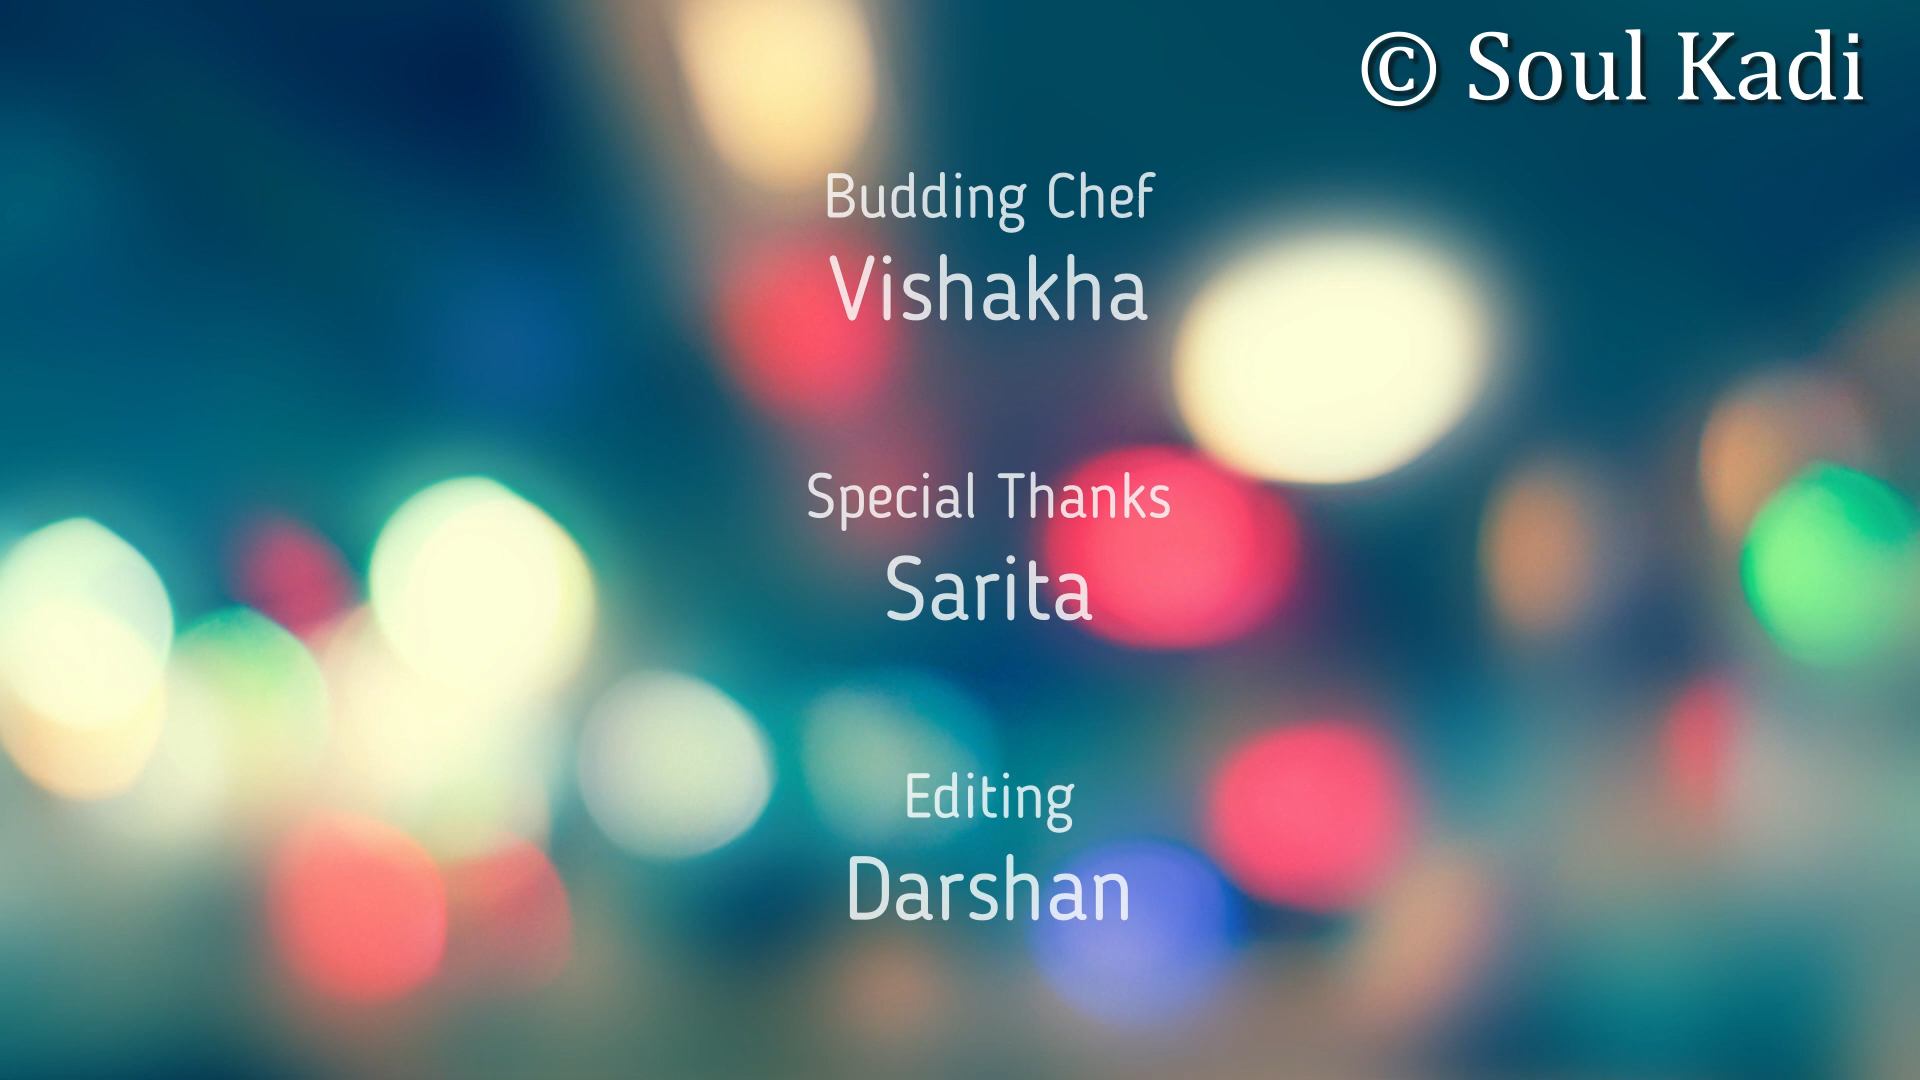 © Soul Kadi
Budding Chef
Vishakha
Special Thanks
Sarita
Editing
Darshan